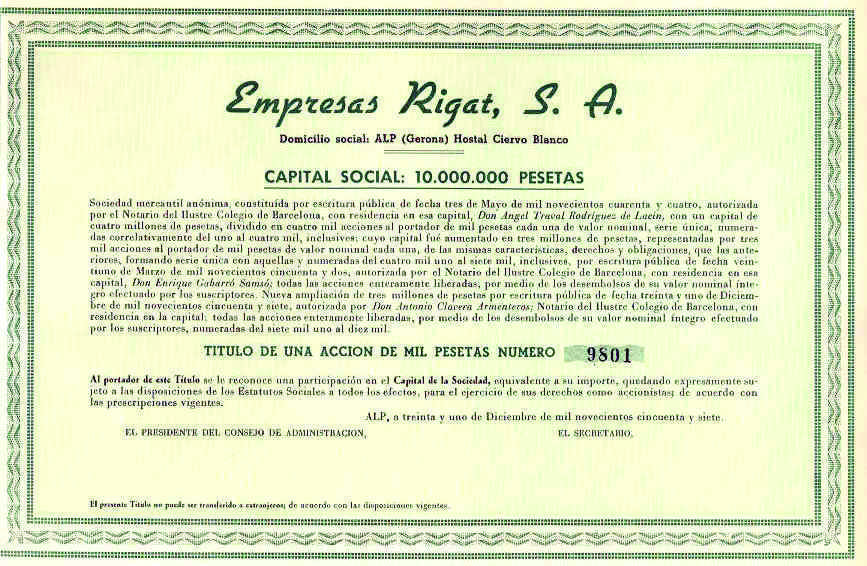 Empresas Rigat, S. A.
Domicilio social: ALP (Gerona) Hostal Ciervo Blanco
CAPITAL SOCIAL: 10.000.000 PESETAS
Sociedad mercantil anónima, constituída por escritura pública de fecha tres de Mayo de mil novecientos cuarenta y cuatro, autorizada
por el Notario del Ilustre Colegio de Barcelona, con residencia en esa capital, Don Angel Traval Rodríguez de Lacín, con un capital de
cuatro millones de pesetas, dividido en cuatro mil acciones al portador de mil pesetas cada una de valor nominal, serie única, numera-
das correlativamente del uno al cuatro mil, inclusives; cuyo capital fué aumentado en tres millones de pesetas, representadas por tres
mil acciones al portador de mil pesetas de valor nominal cada una, de las mismas características, derechos y obligaciones, que las ante-
riores, formando serie única con aquellas y numeradas del cuatro mil uno al siete mil, inclusives, por escritura pública de fecha vein-
tiuno de Marzo de mil novecientos cincuenta y dos, autorizada por el Notario del Ilustre Colegio de Barcelona, con residencia en esa
capital, Don Enrique Gabarró Samsó; todas las acciones enteramente liberadas, por medio de los desembolsos de su valor nominal ínte-
gro efectuado por los suscriptores. Nueva ampliación de tres millones de pesetas por escritura pública de fecha treinta y uno de Diciem-
bre de mil novecientos cincuenta y siete, autorizada por Don Antonio Clavera Armenteros; Notario del Ilustre Colegio de Barcelona, con
residencia en la capital; todas las acciones enteramente liberadas, por medio de los desembolsos de su valor nominal íntegro efectuado
por los suscriptores, numeradas del siete mil uno al diez mil.
TITULO DE UNA ACCION DE MIL PESETAS NUMERO 9801
Al portador de este Título se le reconoce una participación en el Capital de la Sociedad, equivalente a su importe, quedando expresamente su-
jeto a las disposiciones de los Estatutos Sociales a todos los efectos, para el ejercicio de sus derechos como accionistas; de acuerdo con
las prescripciones vigentes.
ALP, a treinta y uno de Diciembre de mil novecientos cincuenta y siete.
EL PRESIDENTE DEL CONSEJO DE ADMINISTRACION,
EL SECRETARIO,
El presente Título no puede ser transferido a extranjeros; de acuerdo con las disposiciones vigentes.